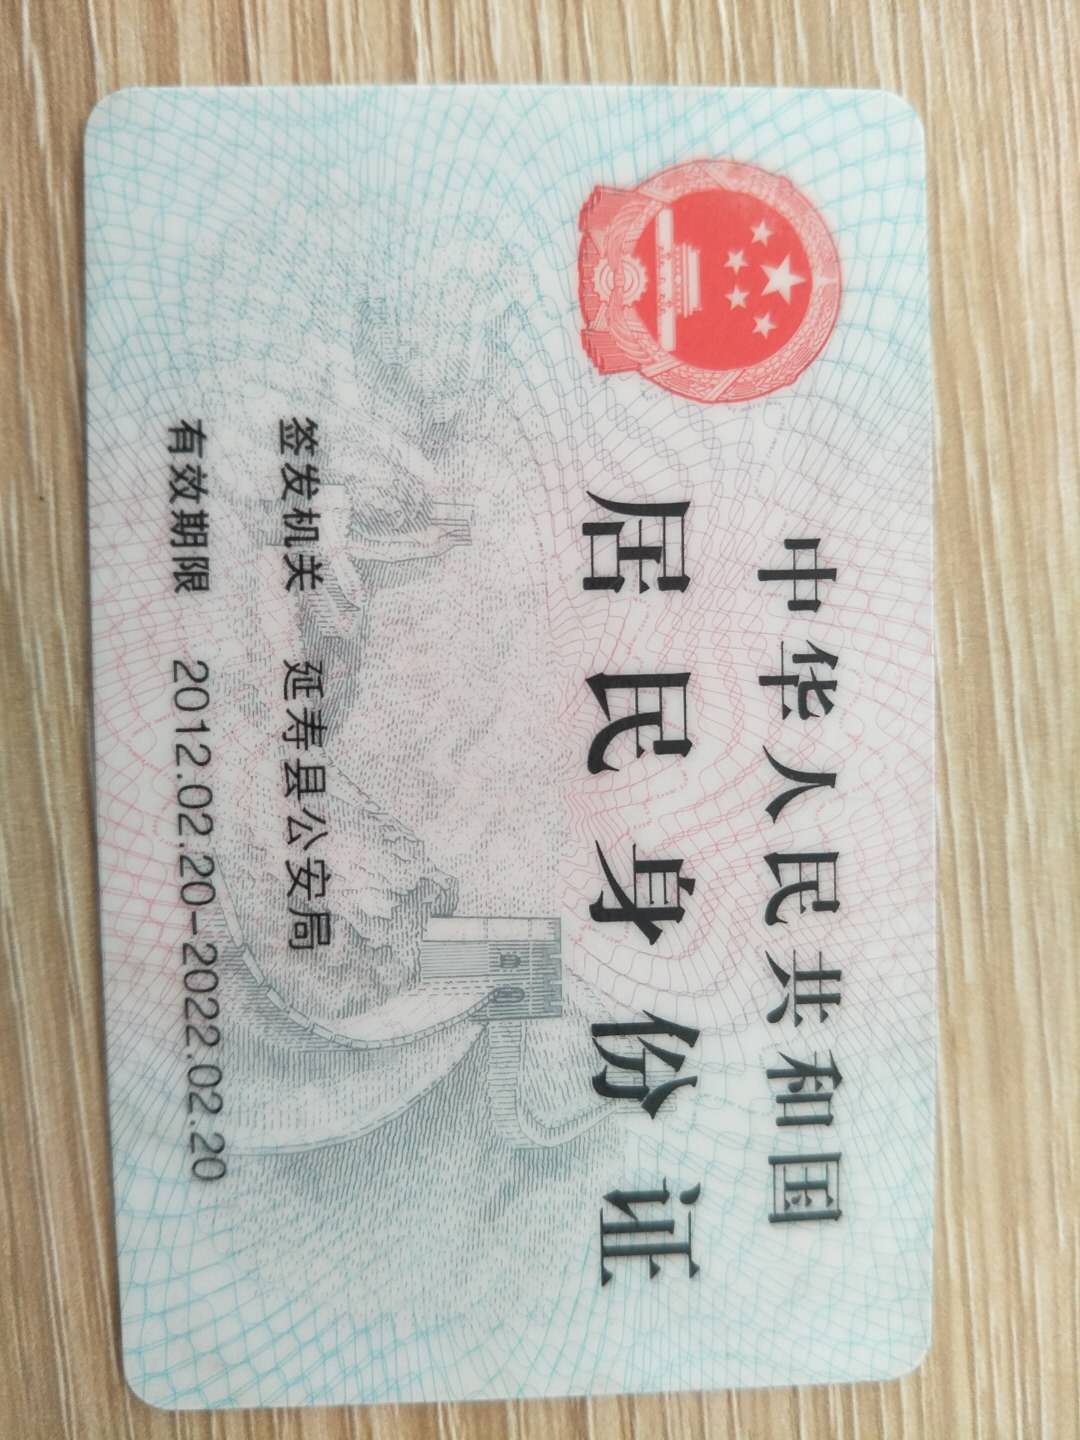 中华人民共和国
居民身份证
签发机关 延寿县公安局
有效期限 2012.02.20-2022.02.20